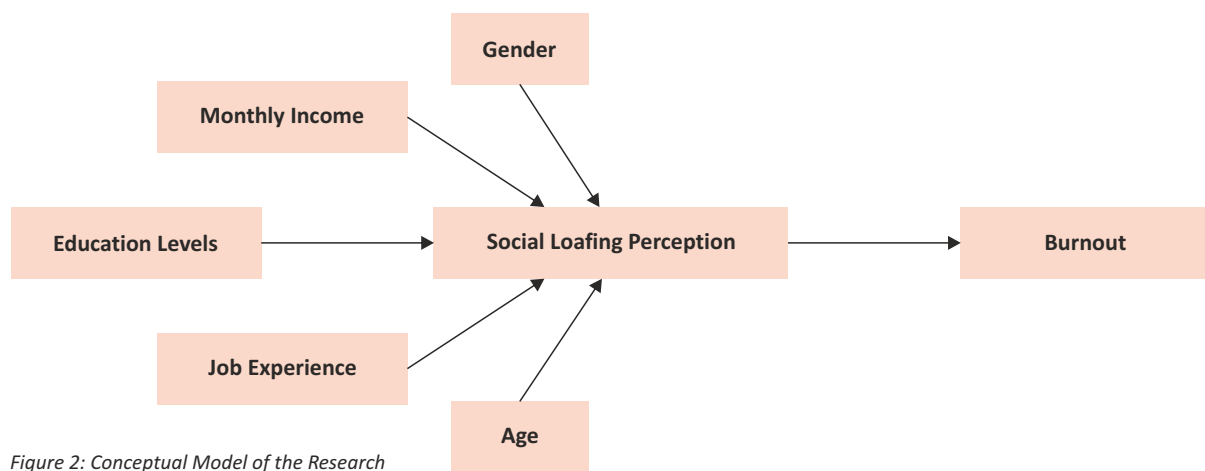 Gender
Monthly Income
Education Levels
Social Loafing Perception
Burnout
Job Experience
Age
Figure 2: Conceptual Model of the Research